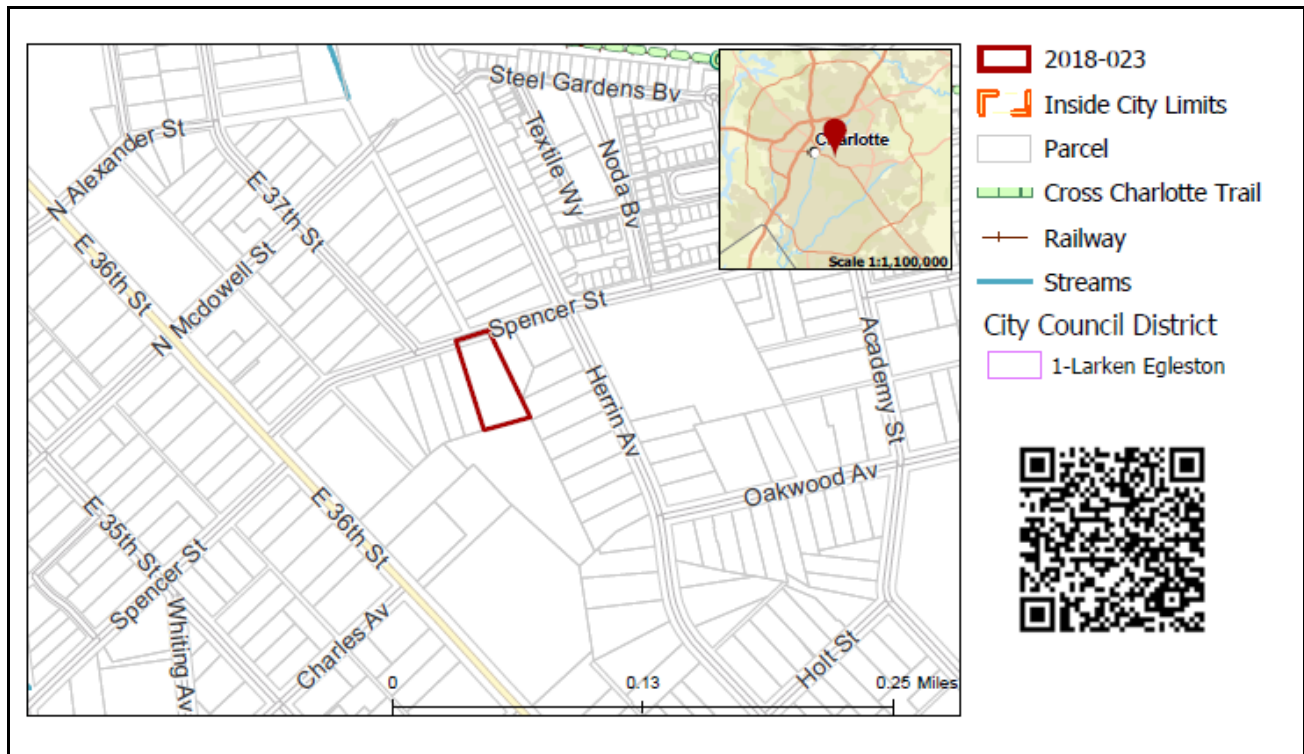 Steel Gardens Bv
Textile Wy
Noda Bv
N Alexander St
E 37th St
E 36th St
N Mcdowell St
Spencer St
Herrin Av
Academy St
Oakwood Av
E 36th St
E 35th St
Spencer St
Whiting Av
Charles Av
Holt St
0
0.13
0.25 Miles
Charlotte
Scale 1:1,100,000
2018-023
Inside City Limits
Parcel
Cross Charlotte Trail
Railway
Streams
City Council District
1-Larken Egleston